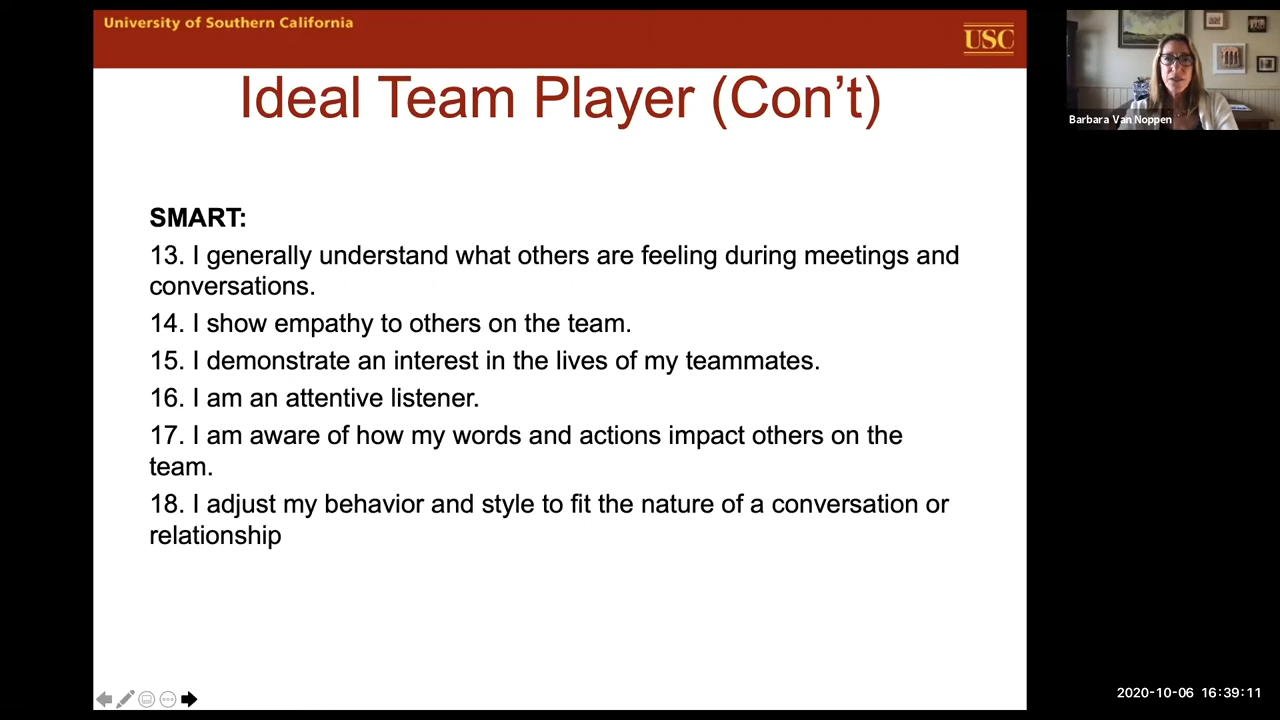 University of Southern California
USC
Ideal Team Player (Con’t)
SMART:
13. I generally understand what others are feeling during meetings and
conversations.
14. I show empathy to others on the team.
15. I demonstrate an interest in the lives of my teammates.
16. I am an attentive listener.
17. I am aware of how my words and actions impact others on the
team.
18. I adjust my behavior and style to fit the nature of a conversation or
relationship
Barbara Van Noppen
2020-10-06 16:39:11